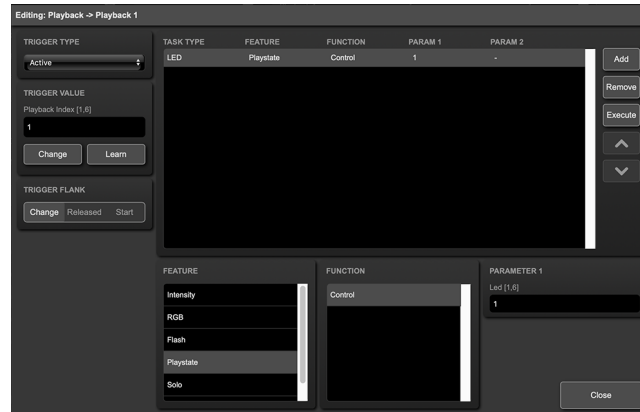 Editing: Playback -> Playback 1
TRIGGER TYPE
Active
TRIGGER VALUE
Playback Index [1,6]
1
Change Learn
TRIGGER FLANK
Change Released Start
TASK TYPE FEATURE FUNCTION PARAM 1 PARAM 2
LED Playstate Control 1 -
Add
Remove
Execute
FEATURE
Intensity
RGB
Flash
Playstate
Solo
FUNCTION
Control
PARAMETER 1
Led [1,6]
1
Close